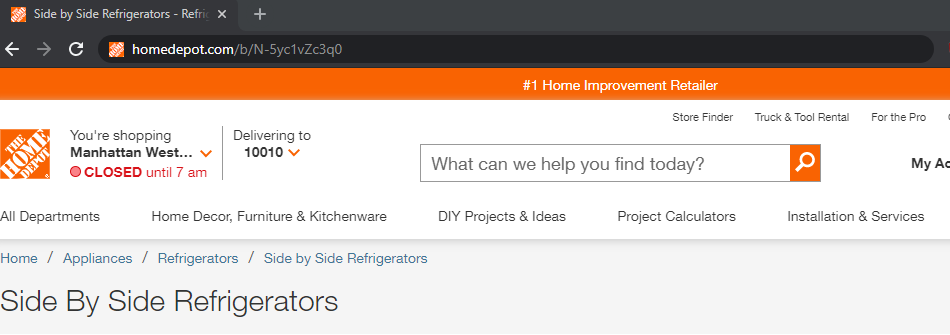 Side by Side Refrigerators - Refri
homedepot.com/b/N-5yc1vZc3q0
#1 Home Improvement Retailer
Store Finder Truck & Tool Rental For the Pro
THE HOME DEPOT
You're shopping
Manhattan West...
CLOSED until 7 am
Delivering to
10010
What can we help you find today?
My Ac
All Departments Home Decor, Furniture & Kitchenware DIY Projects & Ideas Project Calculators Installation & Services
Home / Appliances / Refrigerators / Side by Side Refrigerators
Side By Side Refrigerators